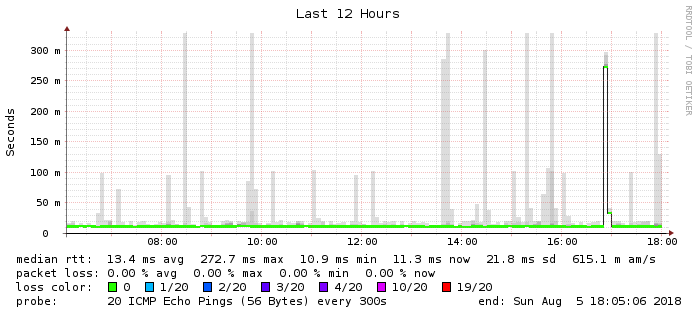 Last 12 Hours
RRDTOOL / TOBI OETIKER
Seconds
300 m
250 m
200 m
150 m
100 m
50 m
0
08:00 10:00 12:00 14:00 16:00 18:00
median rtt: 13.4 ms avg 272.7 ms max 10.9 ms min 11.3 ms now 21.8 ms sd 615.1 m am/s
packet loss: 0.00 % avg 0.00 % max 0.00 % min 0.00 % now
loss color: 0 1/20 2/20 3/20 4/20 10/20 19/20
probe: 20 ICMP Echo Pings (56 Bytes) every 300s end: Sun Aug 5 18:05:06 2018